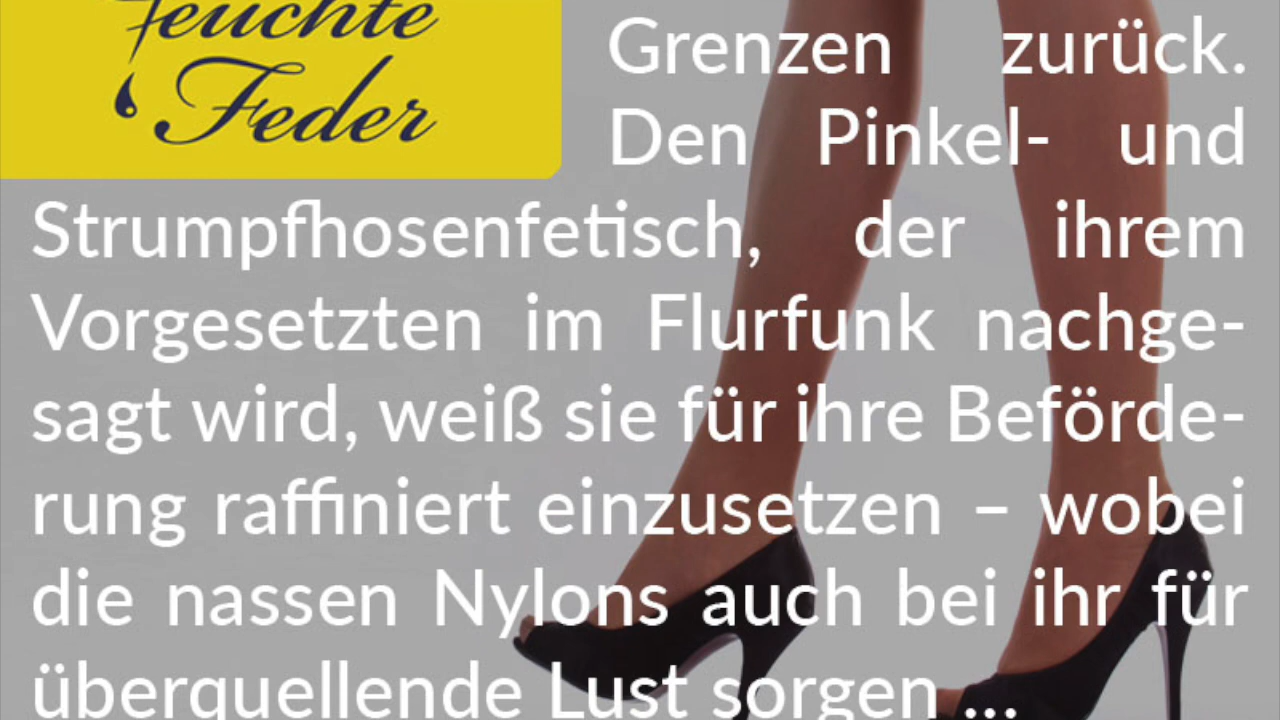 feuchte
Feder
Grenzen zurück.
Den Pinkel- und
Strumpfhosenfetisch, der ihrem
Vorgesetzten im Flurfunk nachge-
sagt wird, weiß sie für ihre Beförde-
rung raffiniert einzusetzen – wobei
die nassen Nylons auch bei ihr für
überquellende Lust sorgen ...